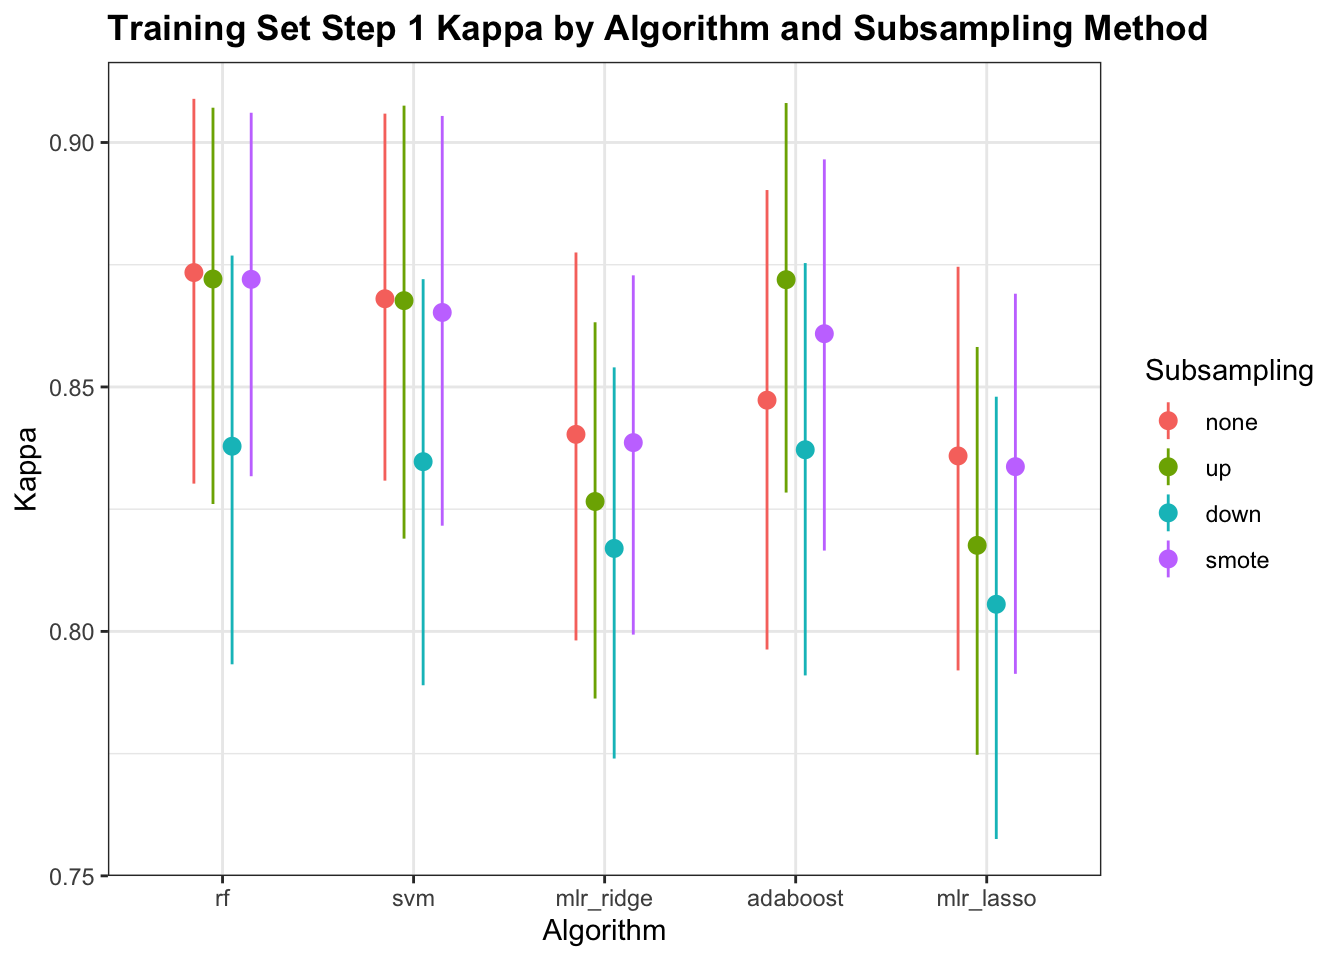 Training Set Step 1 Kappa by Algorithm and Subsampling Method
Kappa
0.90
0.85
0.80
0.75
rf svm mlr_ridge adaboost mlr_lasso
Algorithm
Subsampling
none
up
down
smote